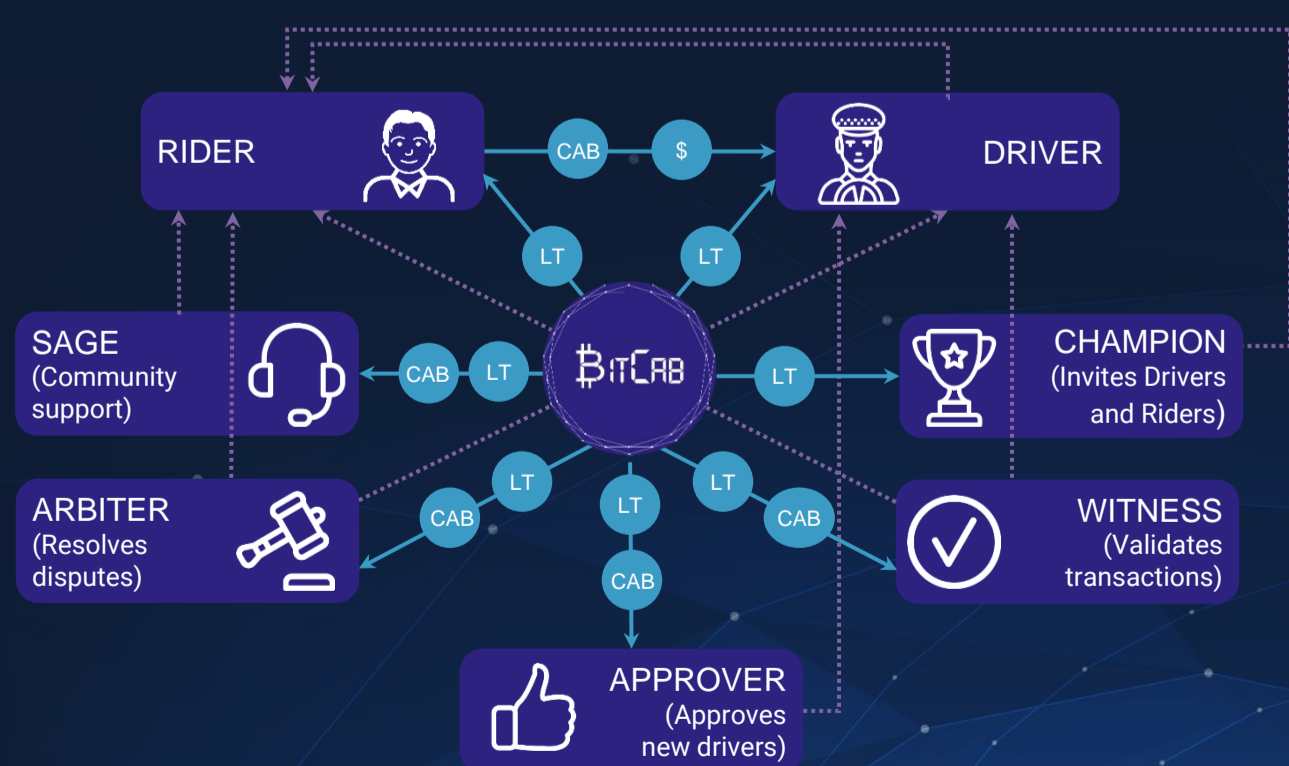 RIDER
CAB
$
DRIVER
LT
LT
SAGE
(Community
support)
CAB
LT
BITCAB
LT
CHAMPION
(Invites Drivers
and Riders)
ARBITER
(Resolves
disputes)
CAB
LT
LT
CAB
LT
CAB
WITNESS
(Validates
transactions)
APPROVER
(Approves
new drivers)